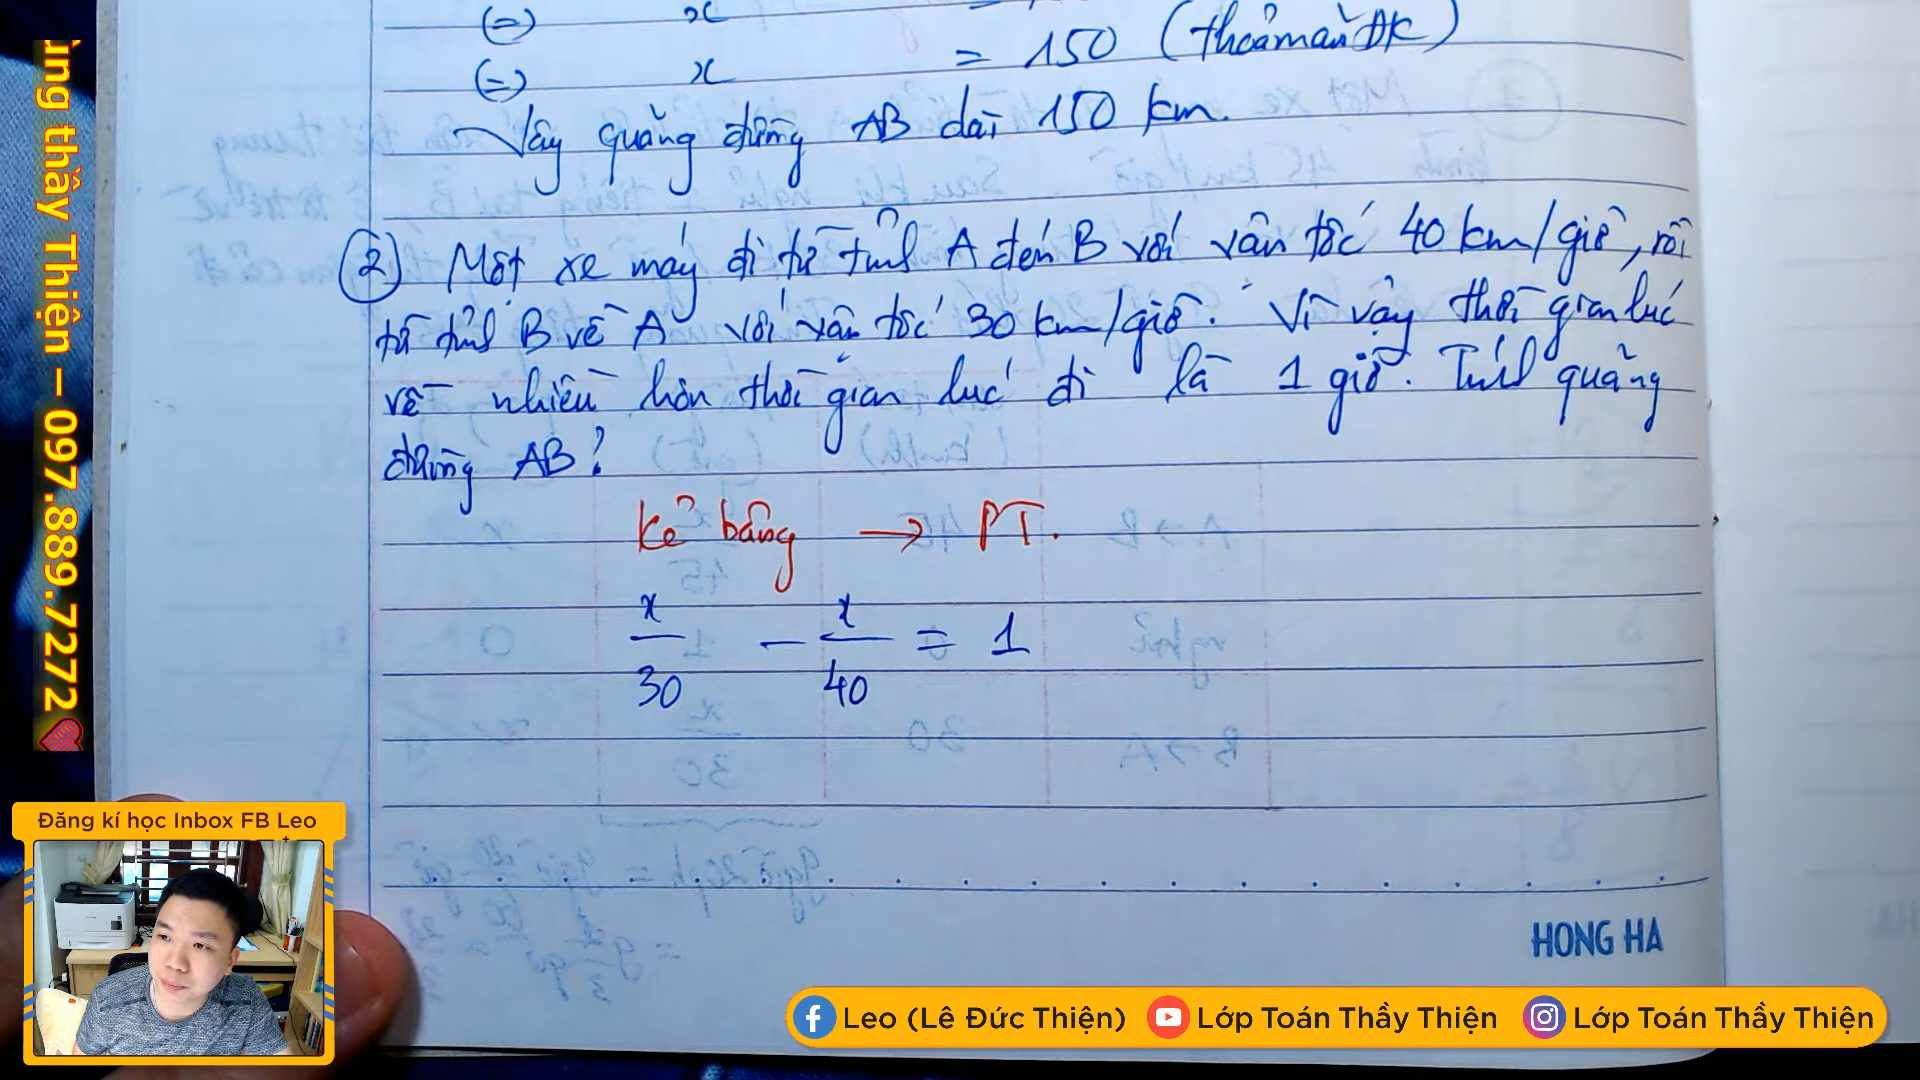 (=) x
(=) x = 150 (thỏa mãn ĐK)
Vậy quãng đường AB dài 150 km.
② Một xe máy đi từ tỉnh A đến B với vận tốc 40 km/giờ, rồi
từ tỉnh B về A với vận tốc 30 km/giờ. Vì vậy thời gian lúc
về nhiều hơn thời gian lúc đi là 1 giờ. Tính quãng
đường AB?
Kẻ bảng → PT.
x/30 - x/40 = 1
HONG HA
ùng thầy Thiện – 097.889.7272
Đăng kí học Inbox FB Leo
Leo (Lê Đức Thiện) Lớp Toán Thầy Thiện Lớp Toán Thầy Thiện